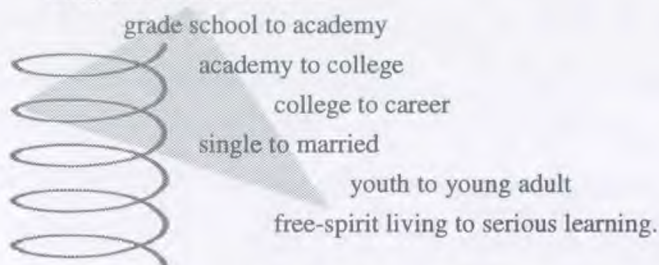 grade school to academy
academy to college
college to career
single to married
youth to young adult
free-spirit living to serious learning.